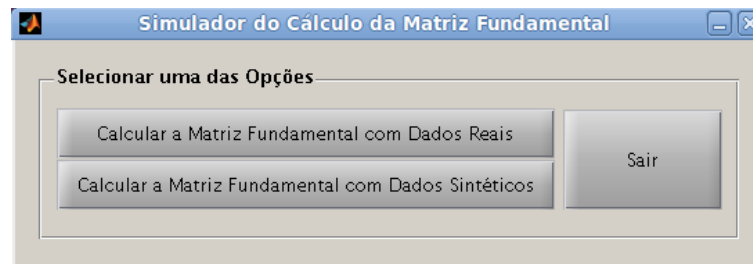 Simulador do Cálculo da Matriz Fundamental
Selecionar uma das Opções
Calcular a Matriz Fundamental com Dados Reais
Sair
Calcular a Matriz Fundamental com Dados Sintéticos